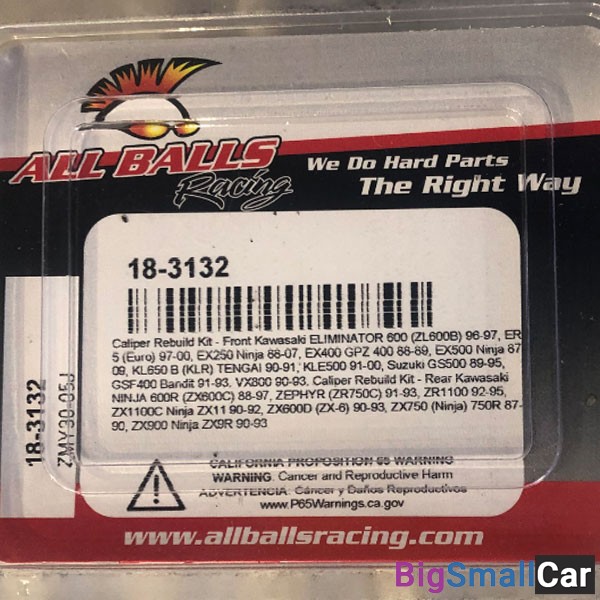 ALL BALLS
Racing
We Do Hard Parts
The Right Way
18-3132
Caliper Rebuild Kit - Front Kawasaki ELIMINATOR 600 (ZL600B) 96-97, ER
5 (Euro) 97-00, EX250 Ninja 88-07, EX400 GPZ 400 88-89, EX500 Ninja 87
09, KL650 B (KLR) TENGAI 90-91, KLE500 91-00, Suzuki GS500 89-95,
GSF400 Bandit 91-93, VX800 90-93, Caliper Rebuild Kit - Rear Kawasaki
NINJA 600R (ZX600C) 88-97, ZEPHYR (ZR750C) 91-93, ZR1100 92-95,
ZX1100C Ninja ZX11 90-92, ZX600D (ZX-6) 90-93, ZX750 (Ninja) 750R 87-
90, ZX900 Ninja ZX9R 90-93
18-3132
ZMY30-05J
CALIFORNIA PROPOSITION 65 WARNING
WARNING: Cancer and Reproductive Harm
ADVERTENCIA: Cáncer y Daños Reproductivos
www.P65Warnings.ca.gov
www.allballsracing.com
BigSmallCar